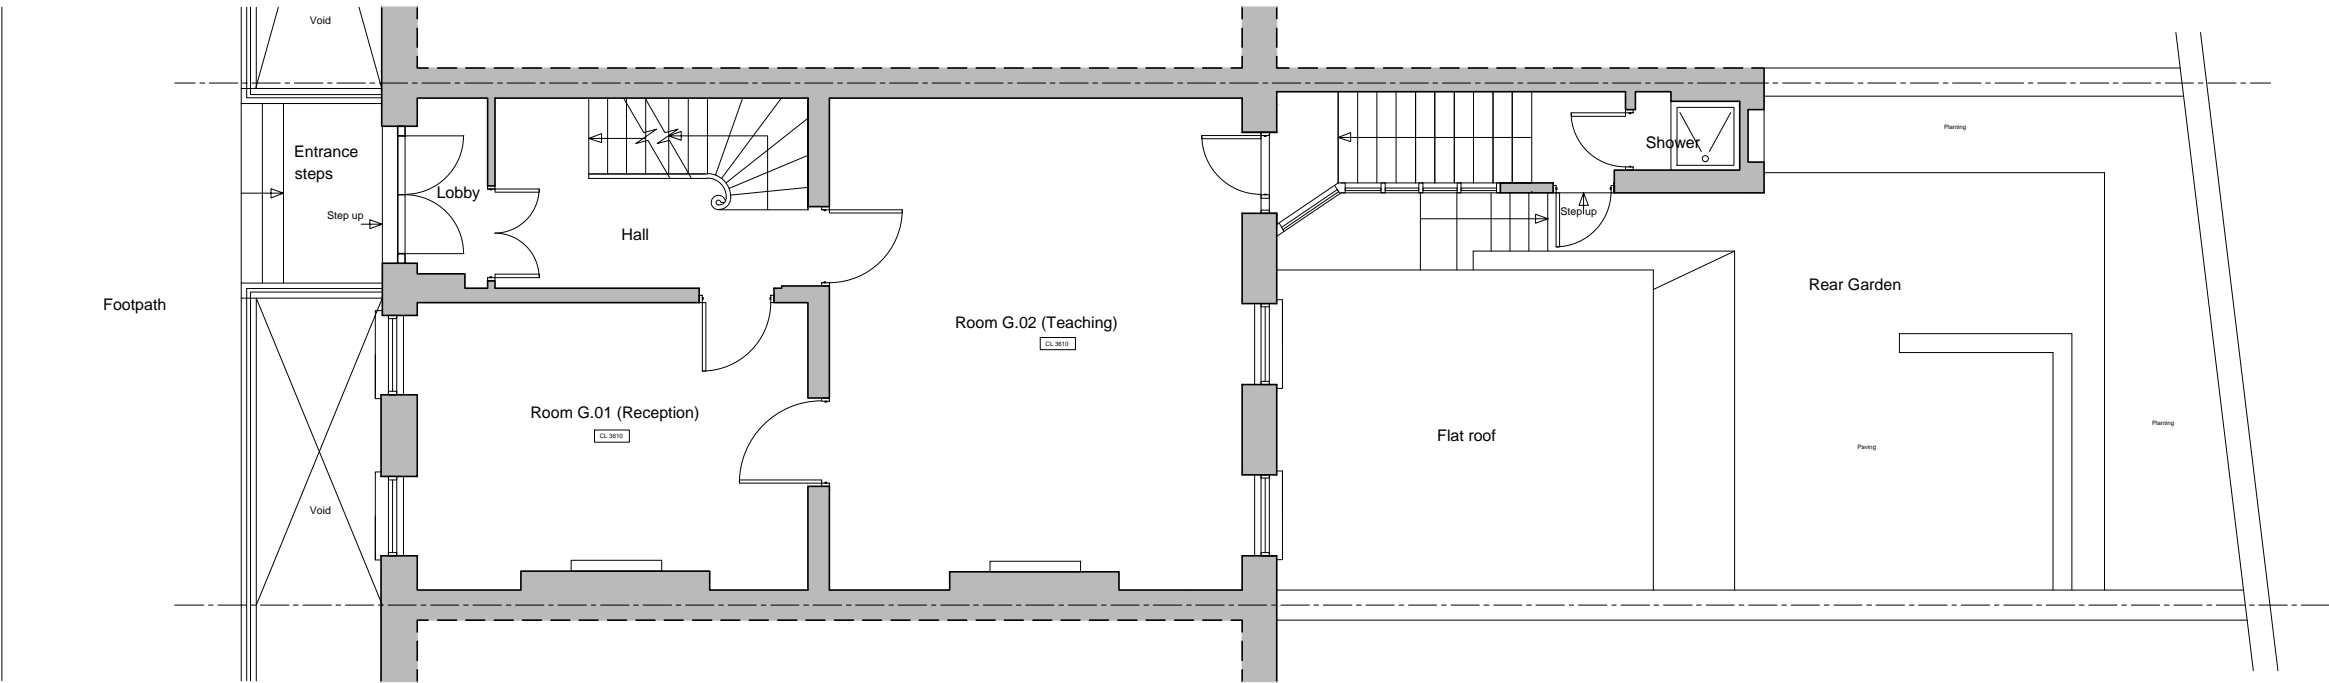 Void
Entrance
steps
Step up
Lobby
Hall
Footpath
Room G.01 (Reception)
CL 3610
Void
Room G.02 (Teaching)
CL 3610
Shower
Step up
Planting
Rear Garden
Flat roof
Planting
Paving